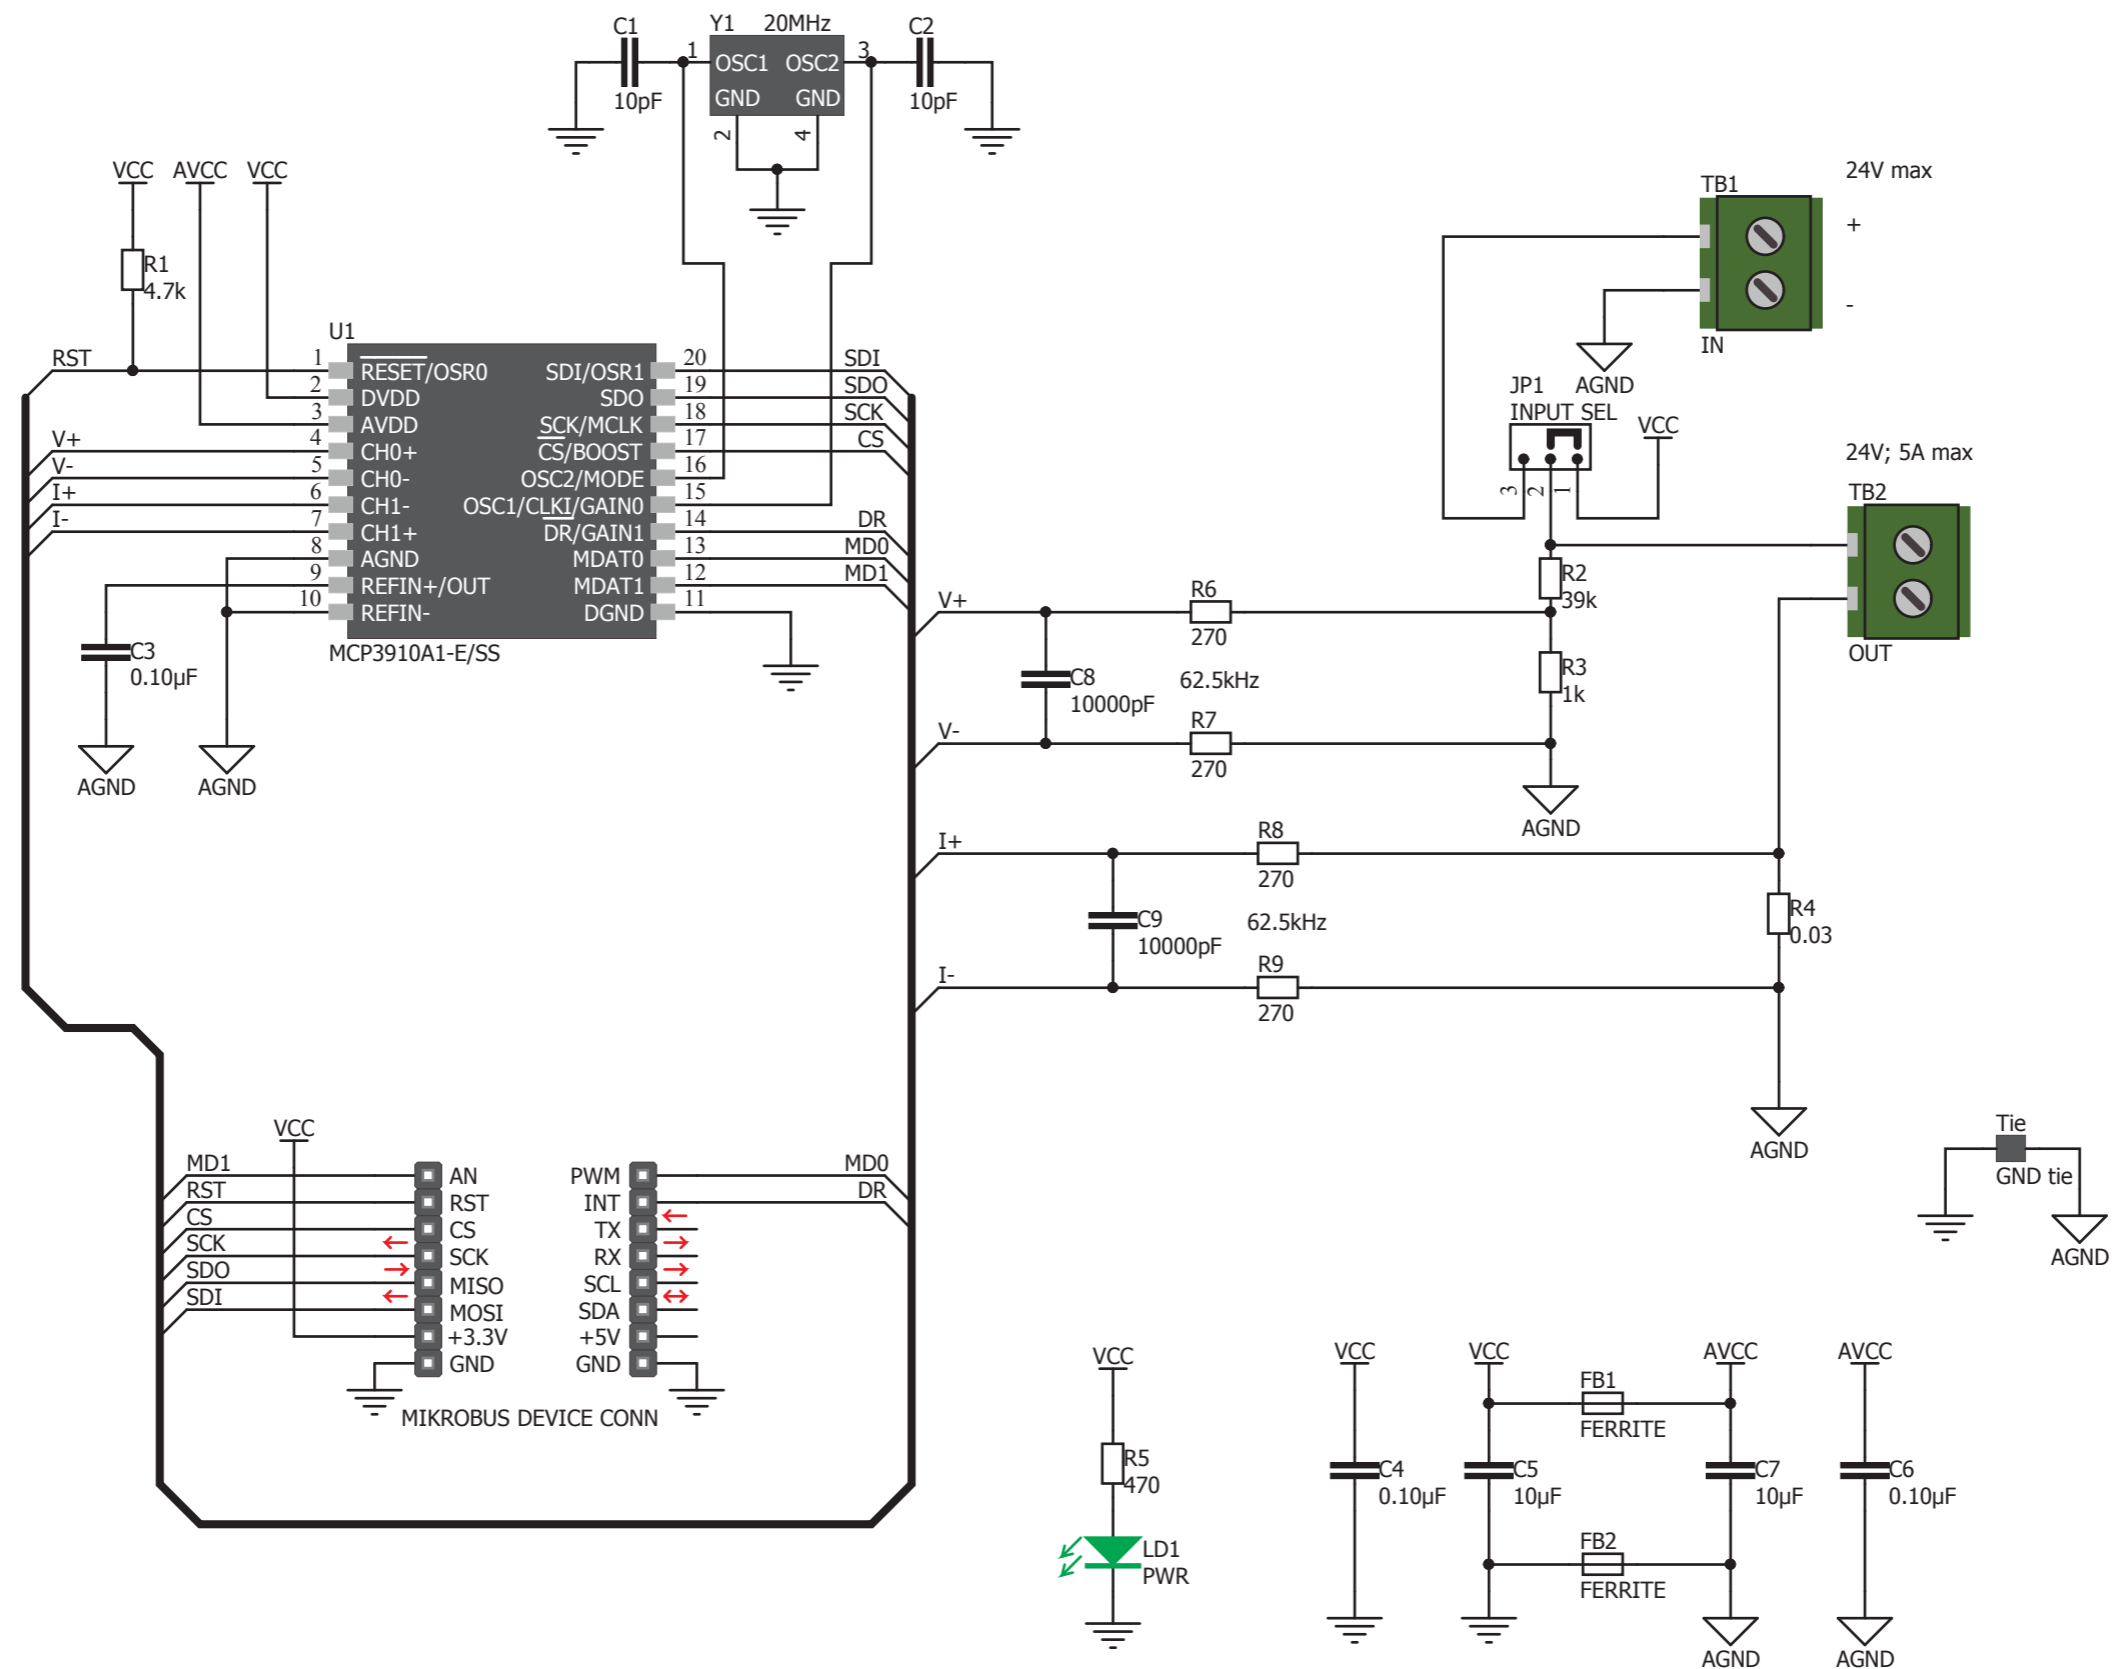 C1
Y1 20MHz
C2
1 OSC1 OSC2 3
GND GND
10pF
10pF
2 4
VCC AVCC VCC
R1
4.7k
U1
RST
1 RESET/OSR0
2 DVDD
3 AVDD
V+ 4 CH0+
V- 5 CH0-
I+ 6 CH1-
I- 7 CH1+
8 AGND
9 REFIN+/OUT
10 REFIN-
SDI/OSR1 20 SDI
SDO 19 SDO
SCK/MCLK 18 SCK
CS/BOOST 17 CS
OSC2/MODE 16
OSC1/CLKI/GAIN0 15
DR/GAIN1 14 DR
MDAT0 13 MD0
MDAT1 12 MD1
DGND 11
MCP3910A1-E/SS
C3
0.10µF
AGND
AGND
24V max
TB1
+
-
IN
AGND
JP1
INPUT SEL
VCC
3 2 1
24V; 5A max
TB2
OUT
R2
39k
R3
1k
V+
R6
270
C8
10000pF
62.5kHz
V-
R7
270
AGND
I+
R8
270
C9
10000pF
62.5kHz
I-
R9
270
R4
0.03
AGND
Tie
GND tie
AGND
VCC
MD1 AN
RST RST
CS CS
SCK SCK
SDO MISO
SDI MOSI
+3.3V
GND
PWM MD0
INT DR
TX
RX
SCL
SDA
+5V
GND
MIKROBUS DEVICE CONN
VCC
R5
470
LD1
PWR
VCC
C4
0.10µF
VCC
C5
10µF
FB1
FERRITE
FB2
FERRITE
AVCC
C7
10µF
AGND
AVCC
C6
0.10µF
AGND